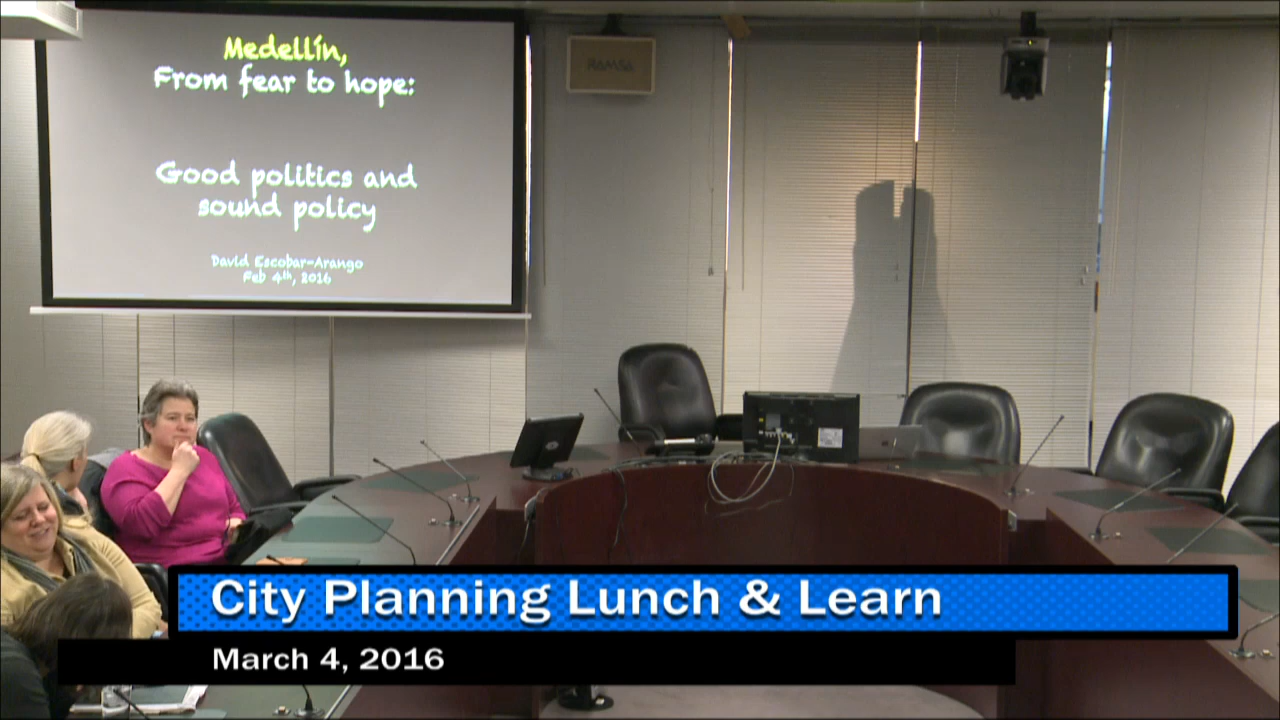 Medellín,
From fear to hope:
Good politics and
sound policy
David Escobar-Arango
Feb 4th, 2016
RAMSA
City Planning Lunch & Learn
March 4, 2016